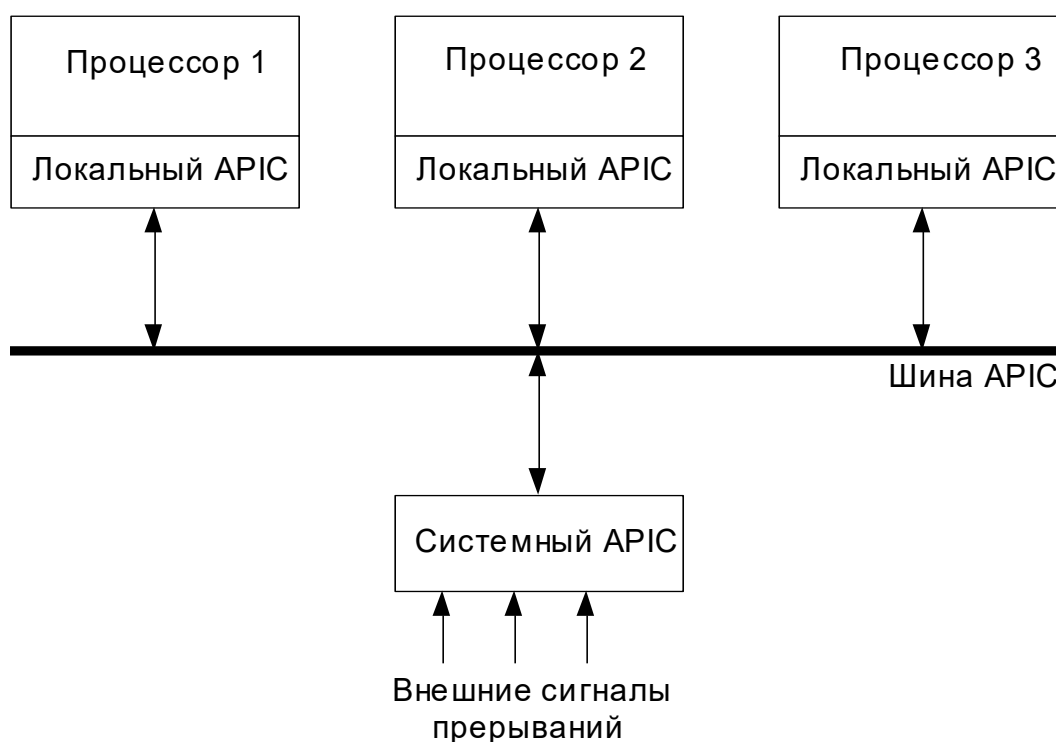 Процессор 1
Процессор 2
Процессор 3
Локальный APIC
Локальный APIC
Локальный APIC
Шина APIC
Системный APIC
Внешние сигналы
прерываний